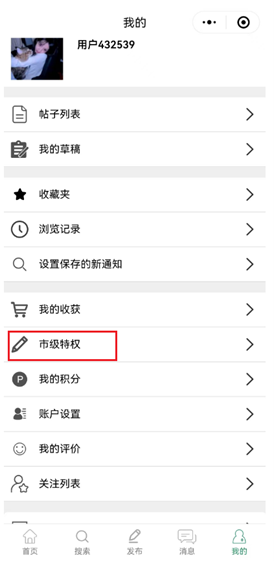 我的
用户432539
帖子列表
我的草稿
收藏夹
浏览记录
设置保存的新通知
我的收获
市级特权
P
我的积分
账户设置
我的评价
关注列表
首页
搜索
发布
消息
我的